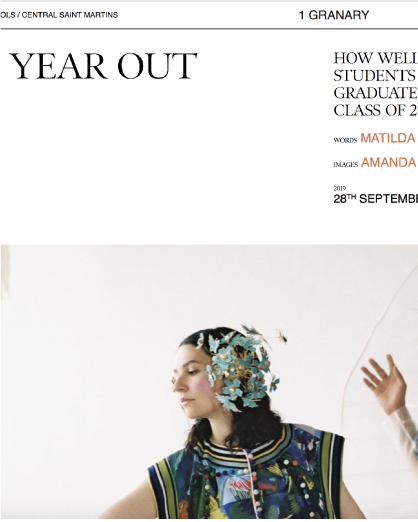 OLS / CENTRAL SAINT MARTINS
1 GRANARY
YEAR OUT
HOW WELL
STUDENTS
GRADUATE
CLASS OF 2
WORDS MATILDA
IMAGES AMANDA
2019
28TH SEPTEMBE